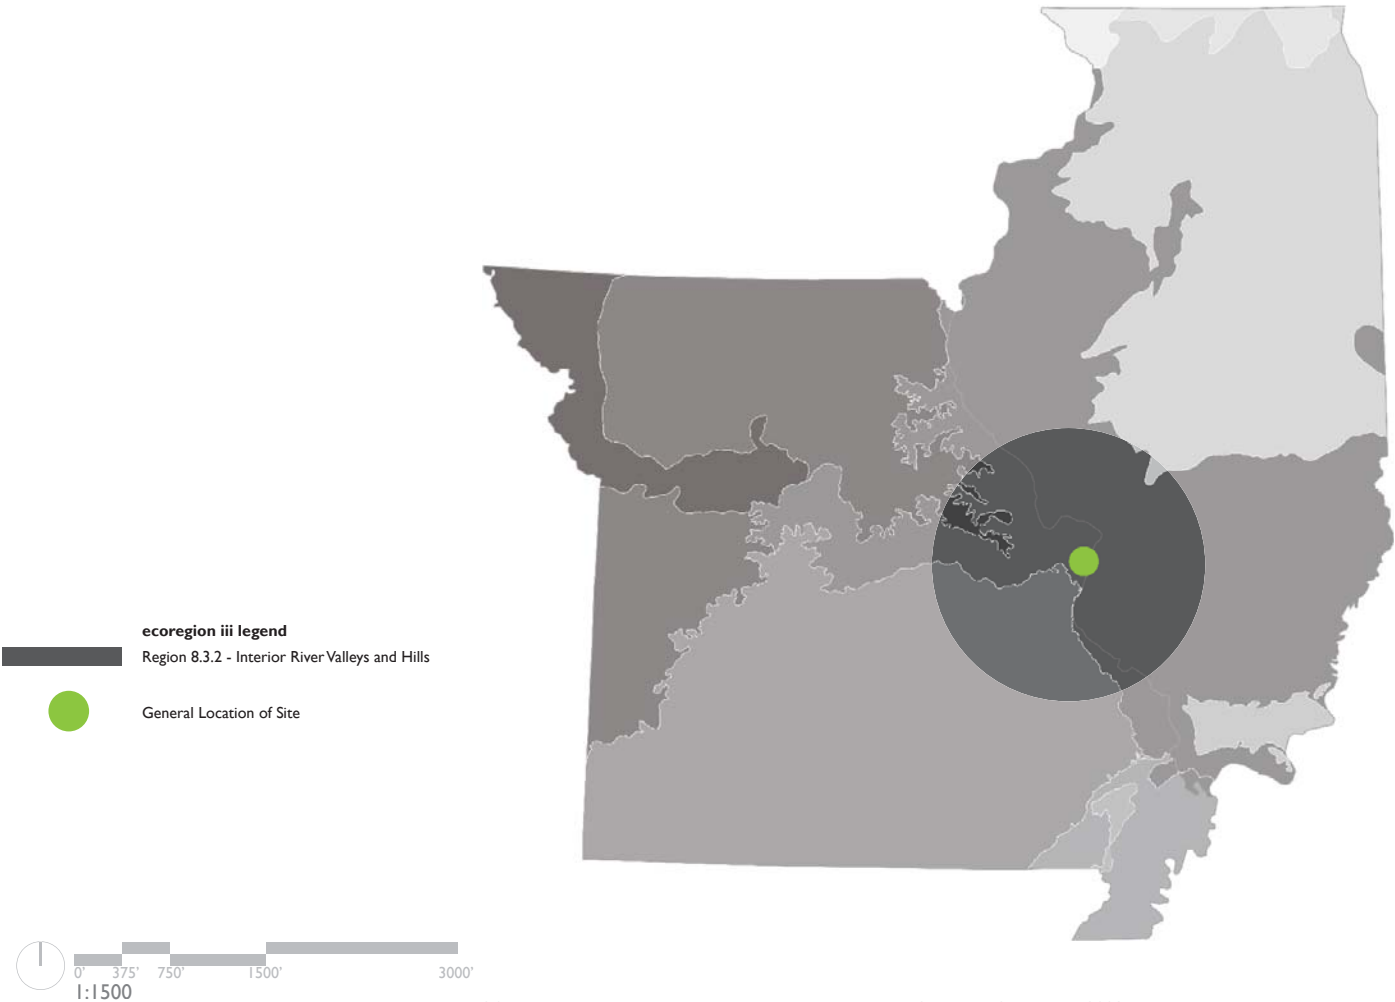 ecoregion iii legend
Region 8.3.2 - Interior River Valleys and Hills
General Location of Site
0' 375' 750' 1500' 3000'
1:1500